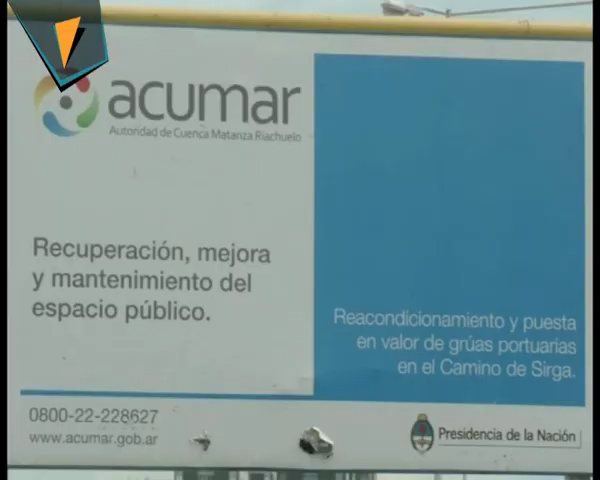 acumar
Autoridad de Cuenca Matanza Riachuelo
Recuperación, mejora
y mantenimiento del
espacio público.
Reacondicionamiento y puesta
en valor de grúas portuarias
en el Camino de Sirga.
0800-22-228627
www.acumar.gob.ar
Presidencia de la Nación